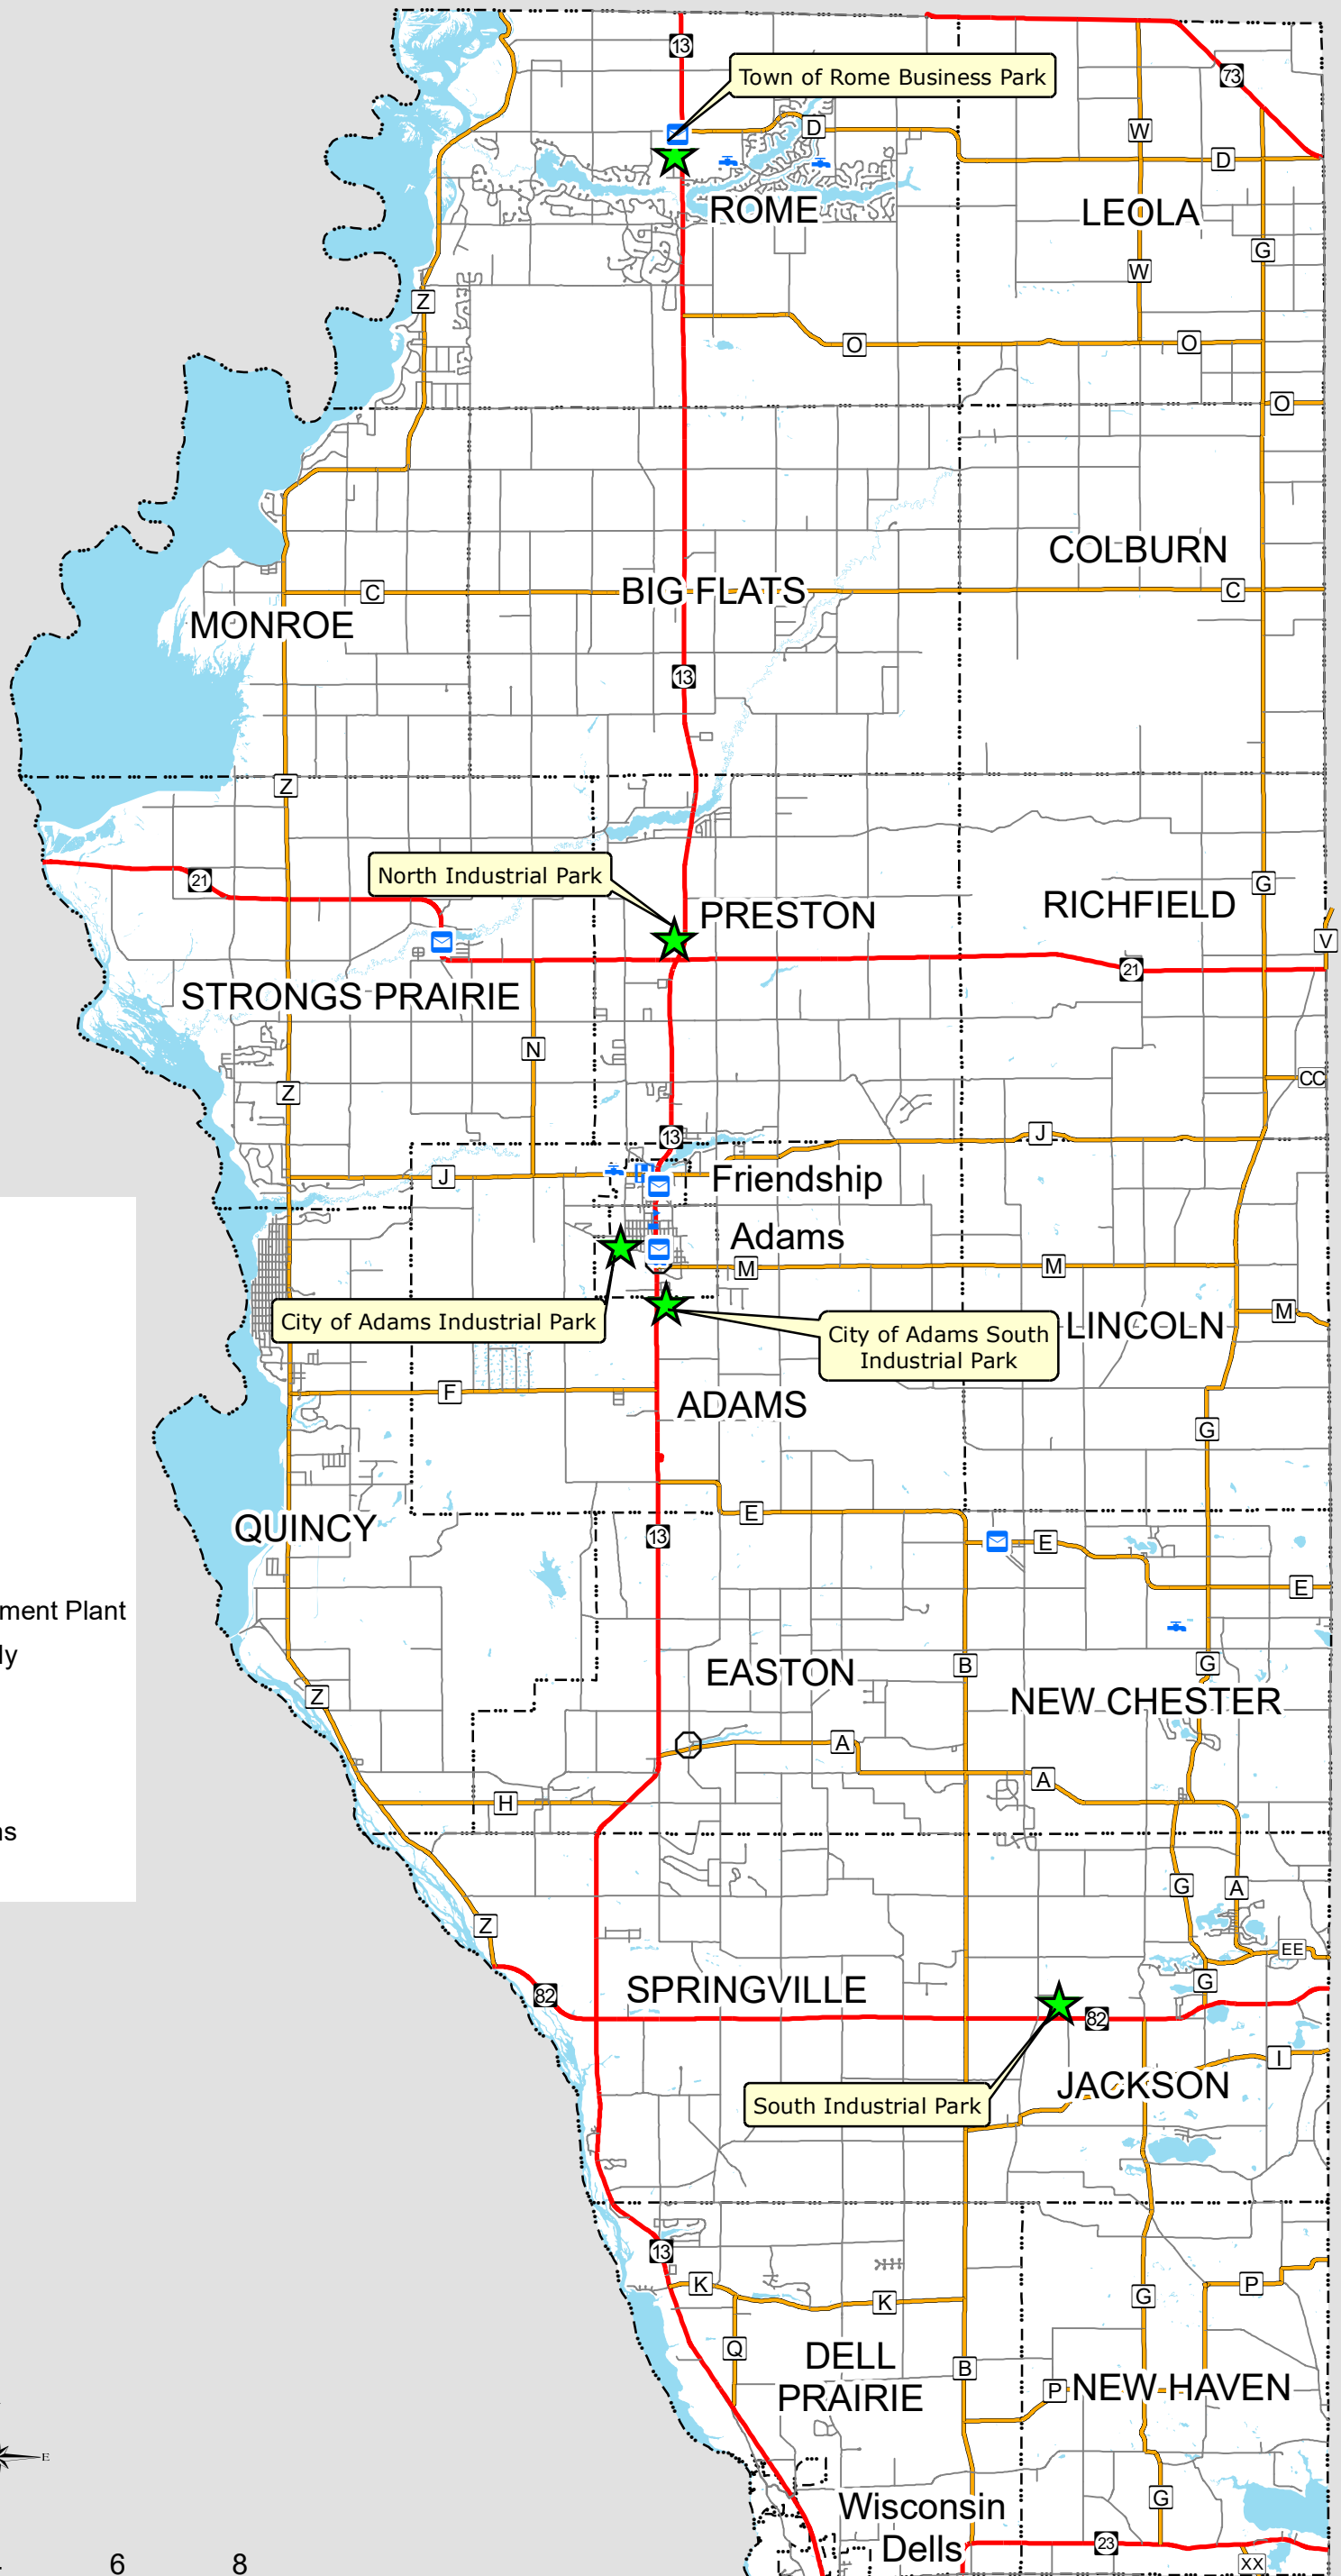 13
Town of Rome Business Park
73
D
W
D
ROME
LEOLA
G
W
Z
O
O
O
COLBURN
BIG FLATS
C
C
MONROE
13
Z
North Industrial Park
21
G
RICHFIELD
PRESTON
V
21
STRONGS PRAIRIE
N
CC
Z
13
J
J
Friendship
Adams
M
M
M
City of Adams Industrial Park
City of Adams South
Industrial Park
LINCOLN
F
ADAMS
G
E
QUINCY
13
E
E
ment Plant
ly
B
G
EASTON
Z
NEW CHESTER
A
A
H
ns
G
A
Z
EE
G
SPRINGVILLE
82
82
I
JACKSON
South Industrial Park
13
K
P
G
K
Q
DELL
PRAIRIE
B
P
NEW HAVEN
E
G
Wisconsin
Dells
23
6
8
XX